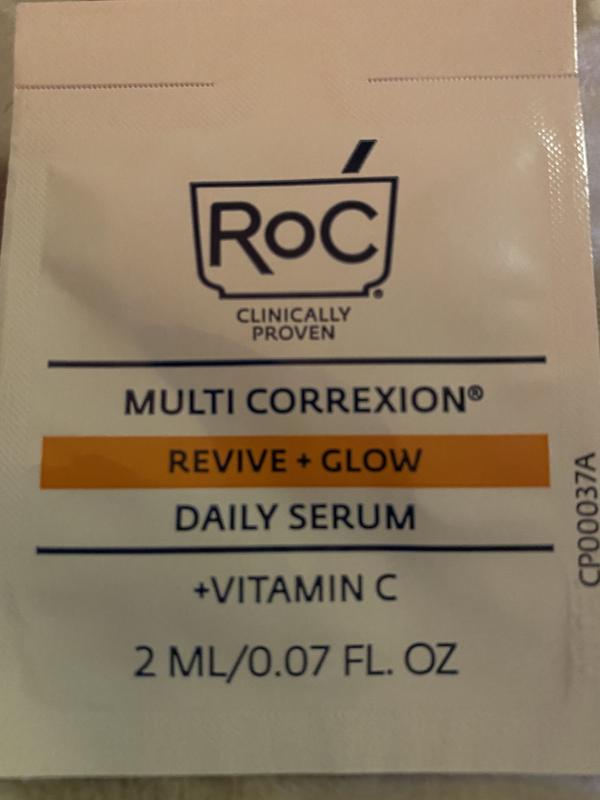 RoC®
CLINICALLY
PROVEN
MULTI CORREXION®
REVIVE + GLOW
DAILY SERUM
+VITAMIN C
2 ML/0.07 FL. OZ
CP00037A